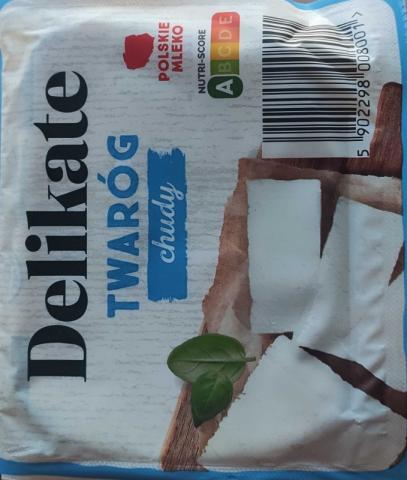 Delikate
TWARÓG
chudy
POLSKIE
MLEKO
NUTRI-SCORE
A B C D E
5 902298 008001 >